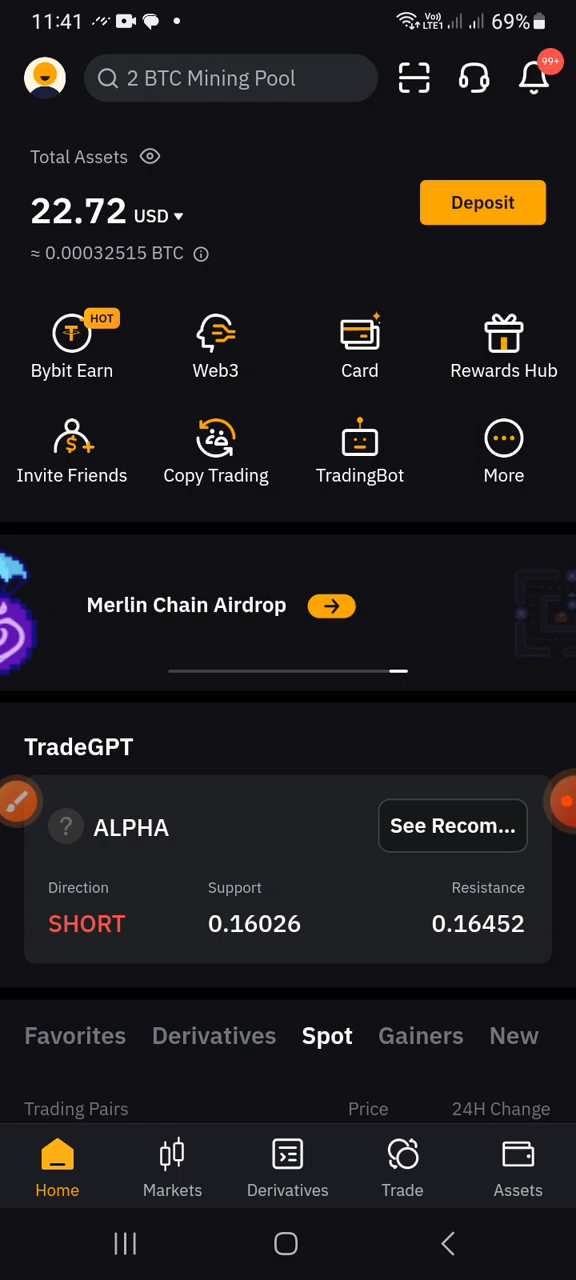 11:41 Vo) LTE1 69%
2 BTC Mining Pool 99+
Total Assets
22.72 USD Deposit
≈ 0.00032515 BTC
HOT
Bybit Earn Web3 Card Rewards Hub
Invite Friends Copy Trading TradingBot More
Merlin Chain Airdrop
TradeGPT
? ALPHA See Recom...
Direction Support Resistance
SHORT 0.16026 0.16452
Favorites Derivatives Spot Gainers New
Trading Pairs Price 24H Change
Home Markets Derivatives Trade Assets